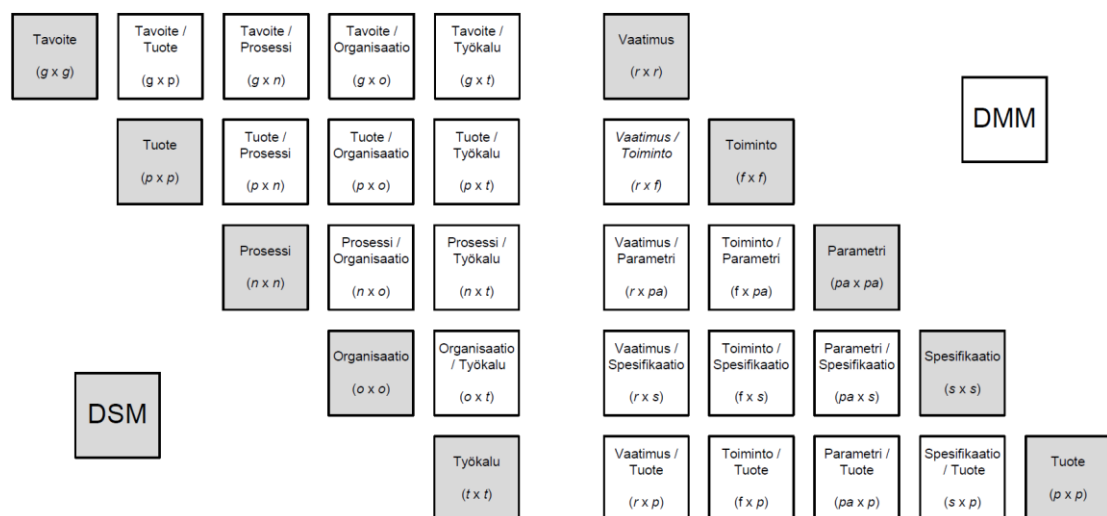 Tavoite
(g x g)
Tavoite /
Tuote
(g x p)
Tavoite /
Prosessi
(g x n)
Tavoite /
Organisaatio
(g x o)
Tavoite /
Työkalu
(g x t)
Tuote
(p x p)
Tuote /
Prosessi
(p x n)
Tuote /
Organisaatio
(p x o)
Tuote /
Työkalu
(p x t)
Prosessi
(n x n)
Prosessi /
Organisaatio
(n x o)
Prosessi /
Työkalu
(n x t)
Organisaatio
(o x o)
Organisaatio
/ Työkalu
(o x t)
Työkalu
(t x t)
DSM
Vaatimus
(r x r)
Vaatimus /
Toiminto
(r x f)
Toiminto
(f x f)
Vaatimus /
Parametri
(r x pa)
Toiminto /
Parametri
(f x pa)
Parametri
(pa x pa)
Vaatimus /
Spesifikaatio
(r x s)
Toiminto /
Spesifikaatio
(f x s)
Parametri /
Spesifikaatio
(pa x s)
Spesifikaatio
(s x s)
Vaatimus /
Tuote
(r x p)
Toiminto /
Tuote
(f x p)
Parametri /
Tuote
(pa x p)
Spesifikaatio
/ Tuote
(s x p)
Tuote
(p x p)
DMM